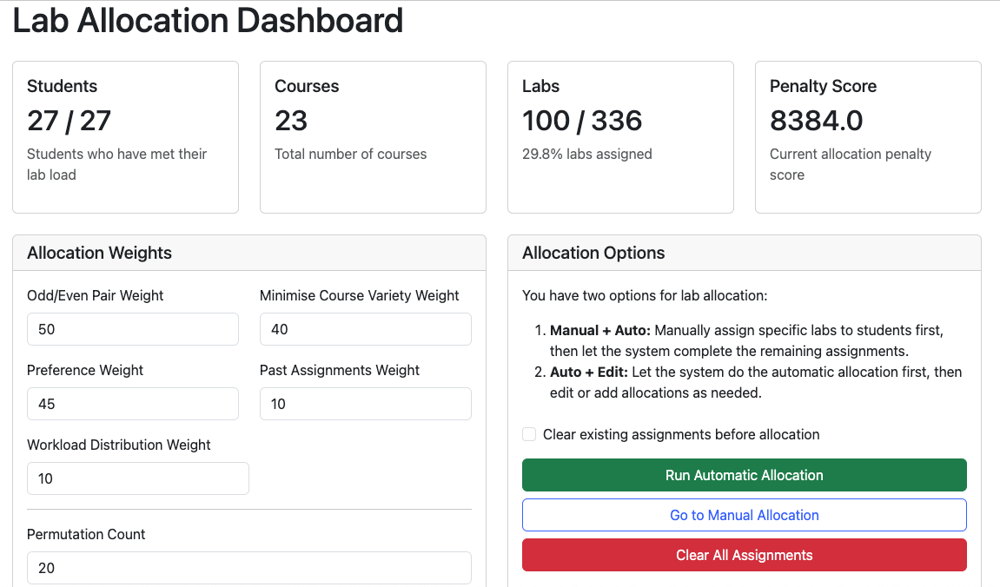 Lab Allocation Dashboard
Students
27 / 27
Students who have met their
lab load
Courses
23
Total number of courses
Labs
100 / 336
29.8% labs assigned
Penalty Score
8384.0
Current allocation penalty
score
Allocation Weights
Odd/Even Pair Weight
50
Minimise Course Variety Weight
40
Preference Weight
45
Past Assignments Weight
10
Workload Distribution Weight
10
Permutation Count
20
Allocation Options
You have two options for lab allocation:
1. Manual + Auto: Manually assign specific labs to students first,
then let the system complete the remaining assignments.
2. Auto + Edit: Let the system do the automatic allocation first, then
edit or add allocations as needed.
Clear existing assignments before allocation
Run Automatic Allocation
Go to Manual Allocation
Clear All Assignments